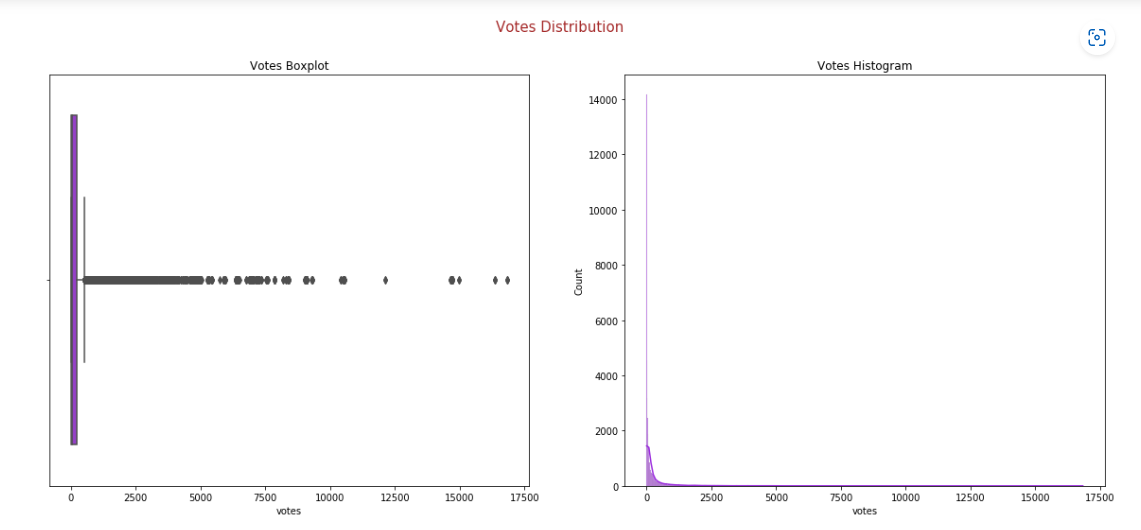 Votes Distribution
Votes Boxplot
0 2500 5000 7500 10000 12500 15000 17500
votes
Votes Histogram
14000
12000
10000
8000
6000
4000
2000
0
Count
0 2500 5000 7500 10000 12500 15000 17500
votes